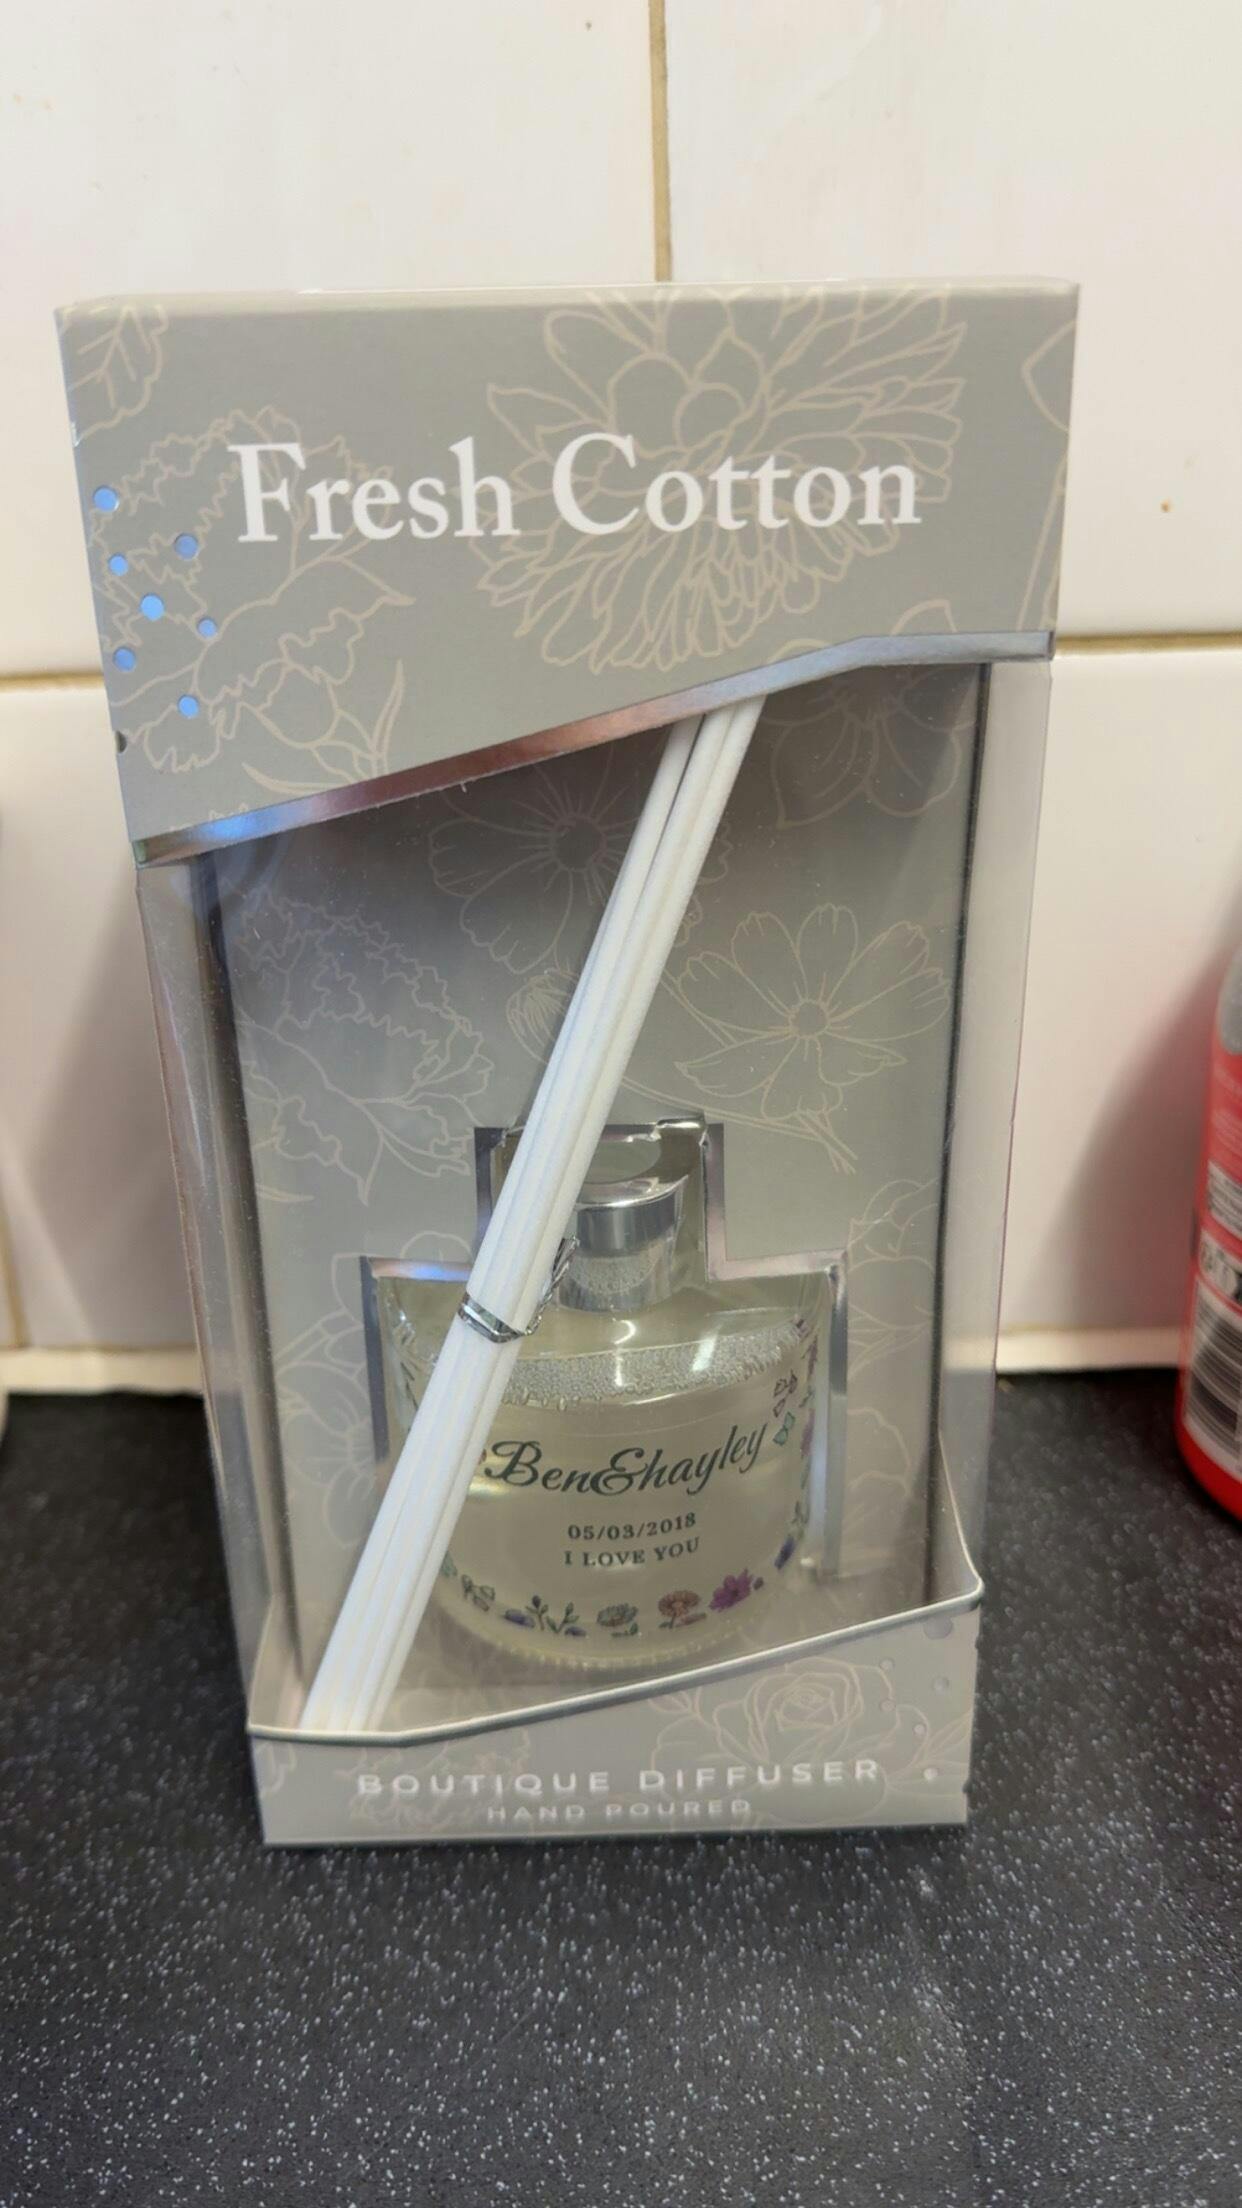 Fresh Cotton
Ben&hayley
05/03/2018
I LOVE YOU
BOUTIQUE DIFFUSER
HAND POURED